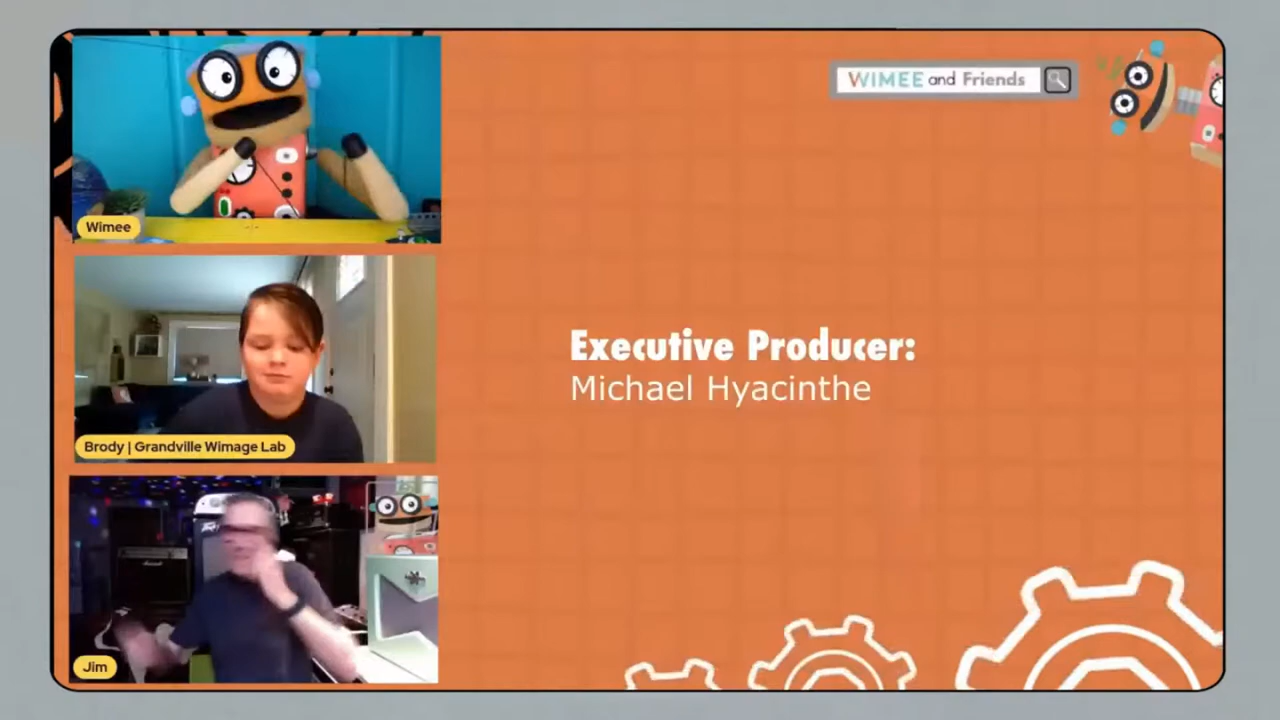 Wimee
WIMEE and Friends
Executive Producer:
Michael Hyacinthe
Brody | Grandville Wimage Lab
Jim